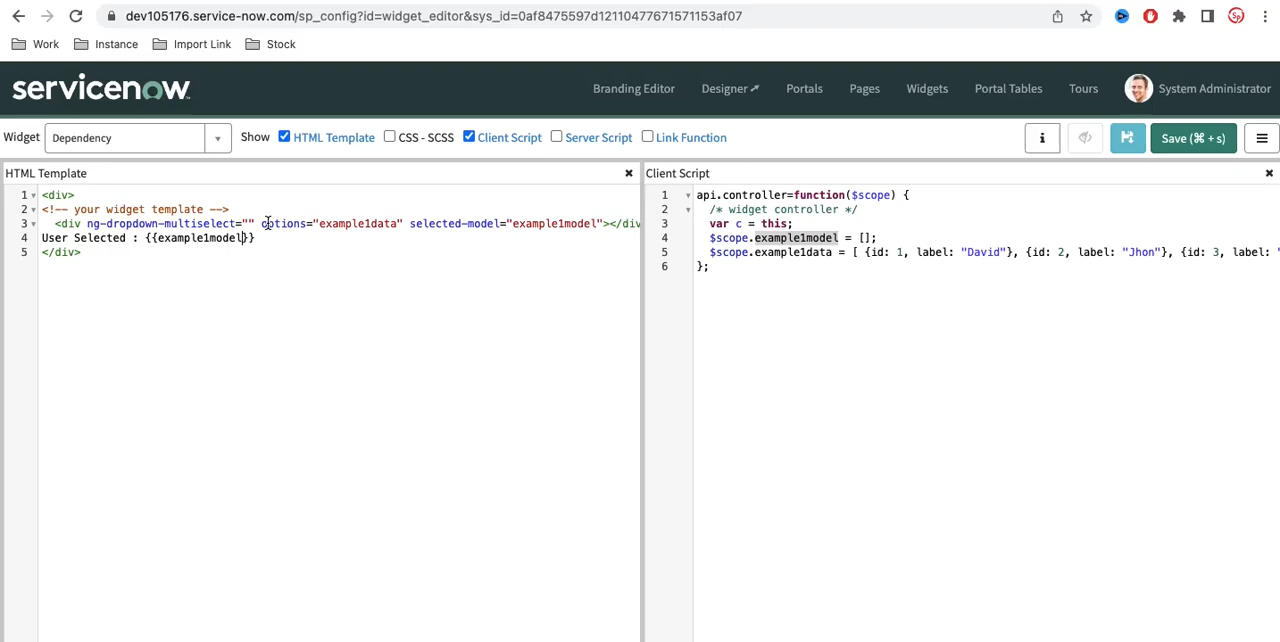 dev105176.service-now.com/sp_config?id=widget_editor&sys_id=0af8475597d12110477671571153af07
Sp
Work Instance Import Link Stock
servicenow
Branding Editor Designer Portals Pages Widgets Portal Tables Tours System Administrator
Widget Dependency Show HTML Template CSS - SCSS Client Script Server Script Link Function i Save (⌘ + s)
HTML Template
1 <div>
2 <!-- your widget template -->
3 <div ng-dropdown-multiselect="" options="example1data" selected-model="example1model"></div
4 User Selected : {{example1model}}
5 </div>
Client Script
1 api.controller=function($scope) {
2 /* widget controller */
3 var c = this;
4 $scope.example1model = [];
5 $scope.example1data = [ {id: 1, label: "David"}, {id: 2, label: "Jhon"}, {id: 3, label: "
6 };